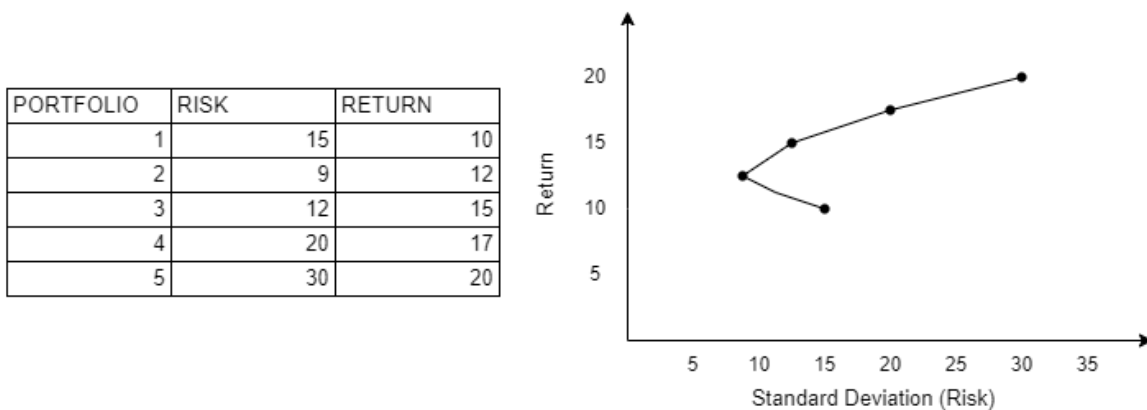 PORTFOLIO RISK RETURN
1 15 10
2 9 12
3 12 15
4 20 17
5 30 20
Return
20
15
10
5
5 10 15 20 25 30 35
Standard Deviation (Risk)